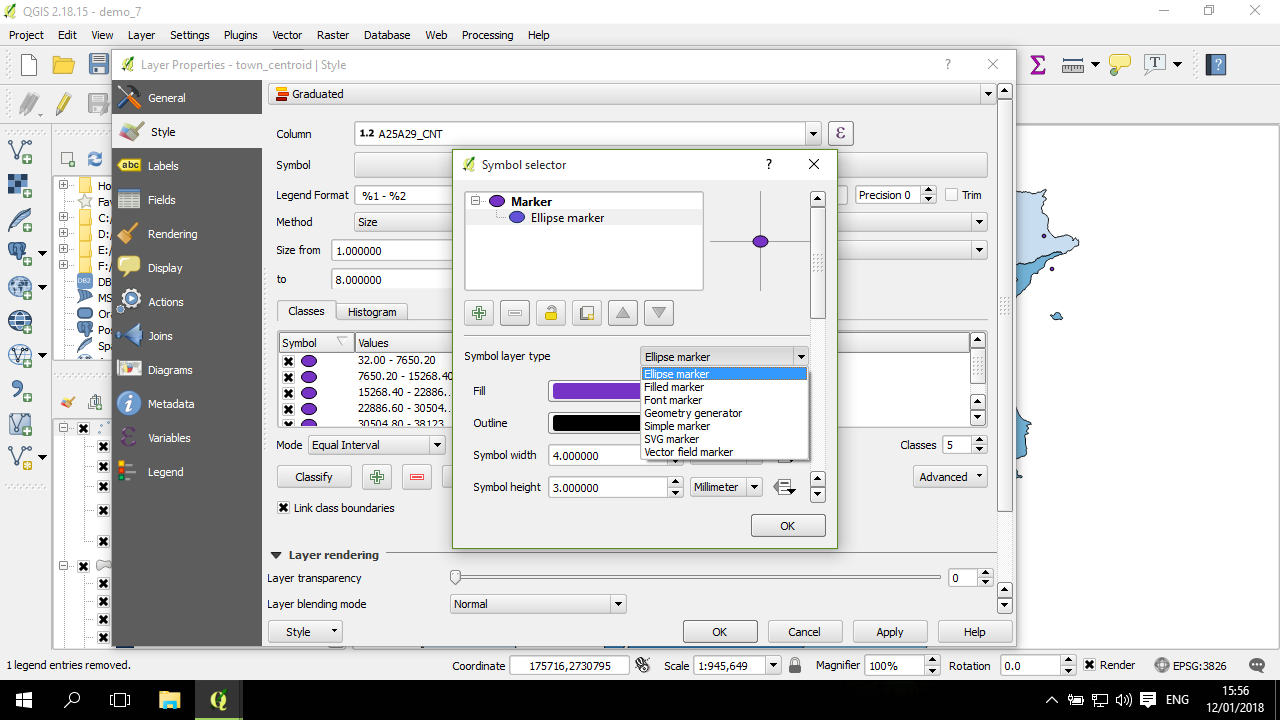 QGIS 2.18.15 - demo_7
Project Edit View Layer Settings Plugins Vector Raster Database Web Processing Help
Layer Properties - town_centroid | Style
General
Style
Labels
Fields
Rendering
Display
Actions
Joins
Diagrams
Metadata
Variables
Legend
Graduated
Column 1.2 A25A29_CNT ε
Symbol
Legend Format %1 - %2 Precision 0 Trim
Method Size
Size from 1.000000
to 8.000000
Classes Histogram
Symbol Values
32.00 - 7650.20
7650.20 - 15268.40
15268.40 - 22886...
22886.60 - 30504...
30504.80 - 38123
Mode Equal Interval Classes 5
Classify Advanced
Link class boundaries
Layer rendering
Layer transparency 0
Layer blending mode Normal
Style OK Cancel Apply Help
Symbol selector ?
Marker
Ellipse marker
Symbol layer type Ellipse marker
Ellipse marker
Filled marker
Font marker
Geometry generator
Simple marker
SVG marker
Vector field marker
Fill
Outline
Symbol width 4.000000
Symbol height 3.000000 Millimeter
OK
Ho
Fav
C:/
D:/
E:/
F:/
DB
MS
Ora
Pos
Spa
1 legend entries removed. Coordinate 175716,2730795 Scale 1:945,649 Magnifier 100% Rotation 0.0 Render EPSG:3826
ENG 15:56
12/01/2018